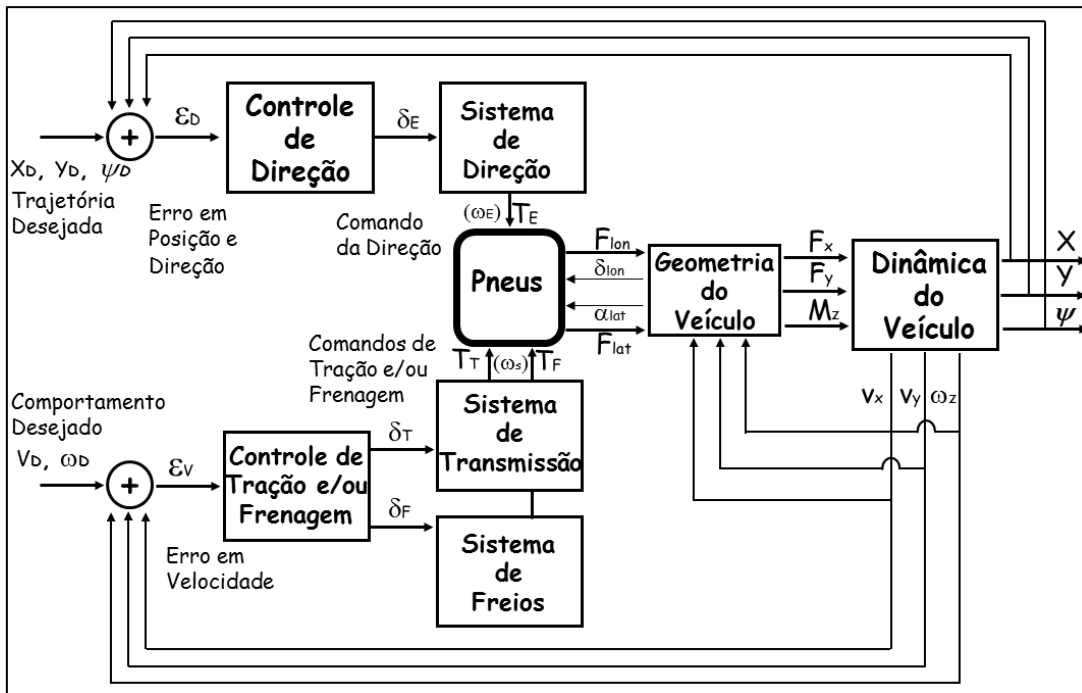 Controle
de
Direção
Sistema
de
Direção
εD
δE
+
XD, YD, ψD
Trajetória
Desejada
Erro em
Posição e
Direção
Comando
da Direção
(ωE)
TE
Pneus
Flon
δlon
αlat
Flat
Geometria
do
Veículo
Fx
Fy
Mz
Dinâmica
do
Veículo
X
Y
ψ
Comandos de
Tração e/ou
Frenagem
TT
(ωs)
TF
vx
vy
ωz
Comportamento
Desejado
VD, ωD
+
εV
Controle de
Tração e/ou
Frenagem
δT
δF
Sistema
de
Transmissão
Sistema
de
Freios
Erro em
Velocidade